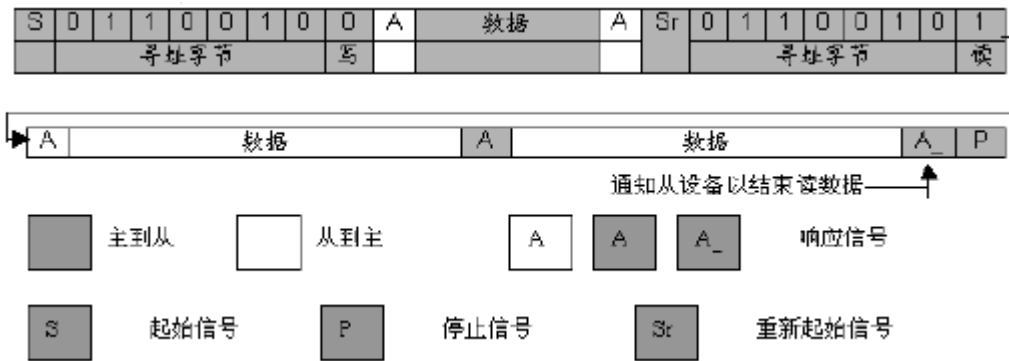 S 0 1 1 0 0 1 0 0 A 数据 A Sr 0 1 1 0 0 1 0 1
寻址字节 写 寻址字节 读
A 数据 A 数据 A_ P
通知从设备以结束读数据
主到从 从到主 A A A_ 响应信号
S 起始信号 P 停止信号 Sr 重新起始信号